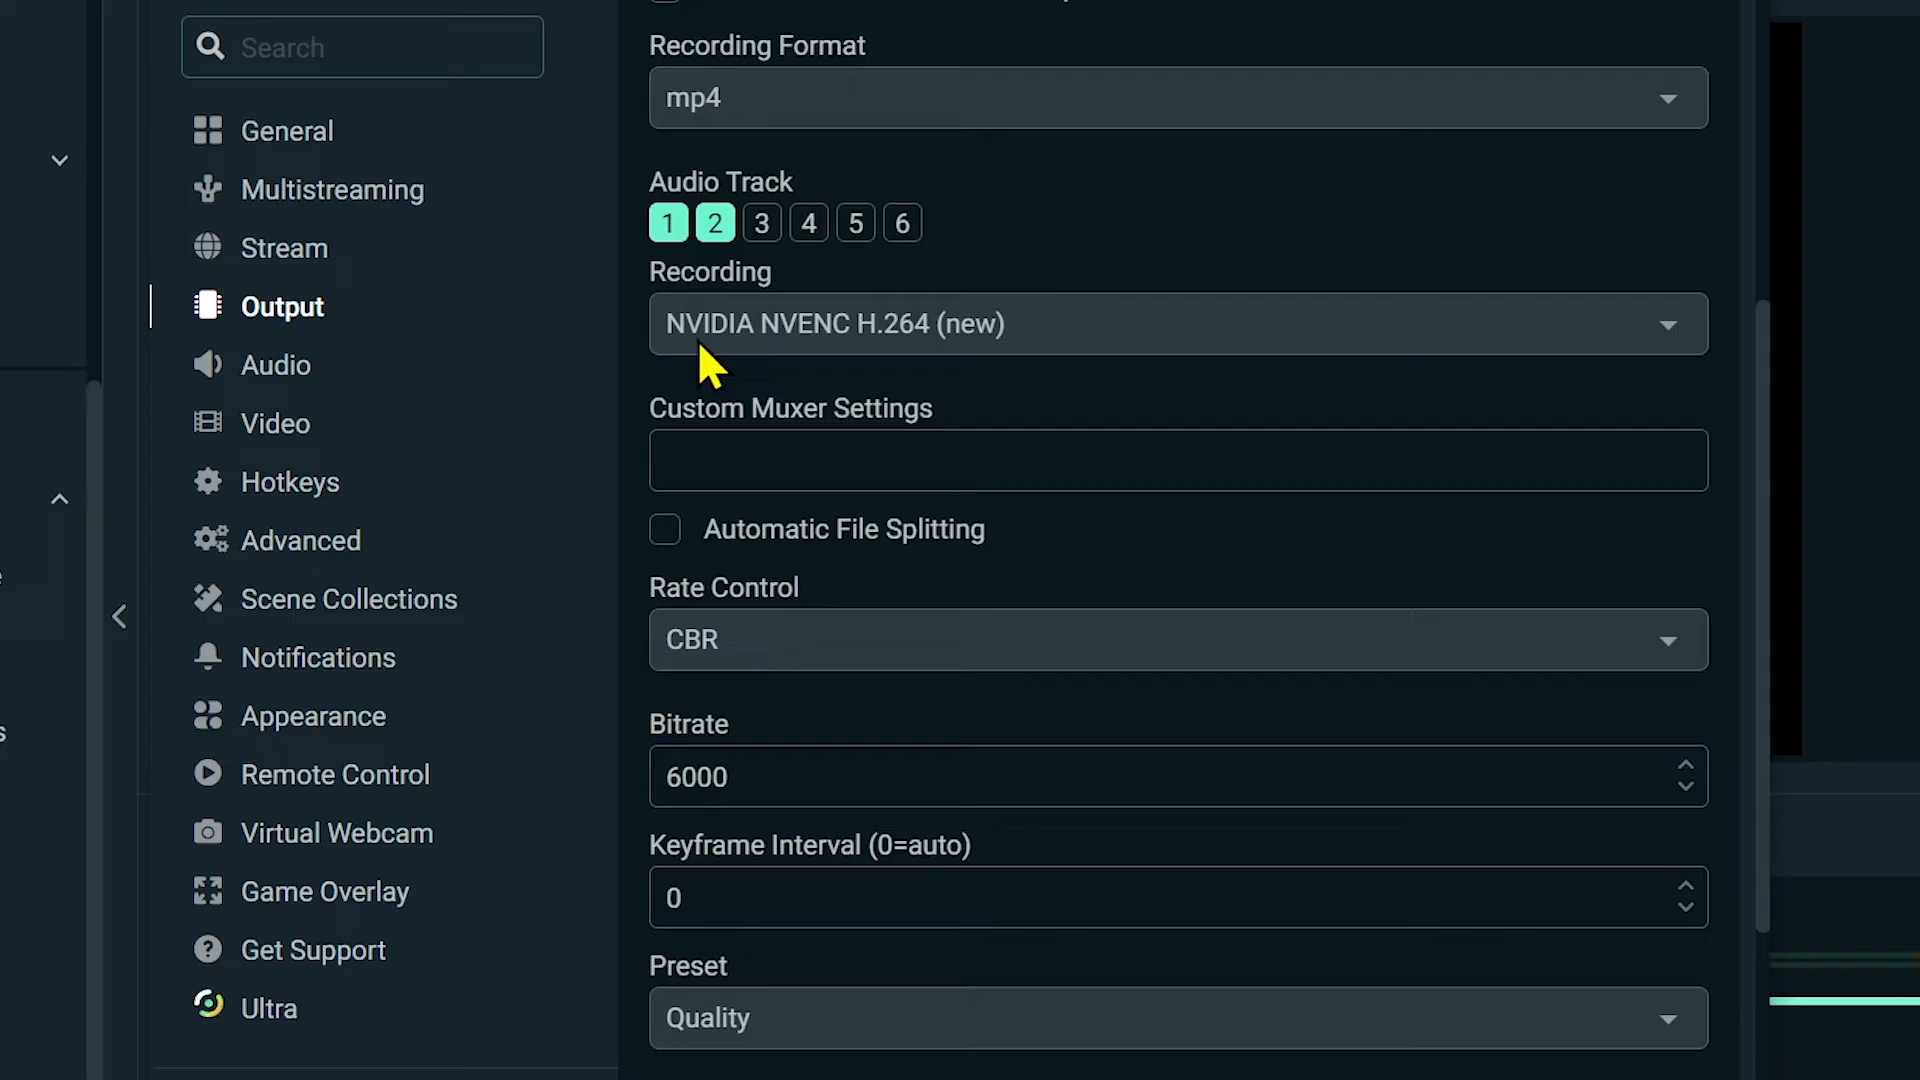 Search
General
Multistreaming
Stream
Output
Audio
Video
Hotkeys
Advanced
Scene Collections
Notifications
Appearance
Remote Control
Virtual Webcam
Game Overlay
Get Support
Ultra
Recording Format
mp4
Audio Track
1 2 3 4 5 6
Recording
NVIDIA NVENC H.264 (new)
Custom Muxer Settings
Automatic File Splitting
Rate Control
CBR
Bitrate
6000
Keyframe Interval (0=auto)
0
Preset
Quality